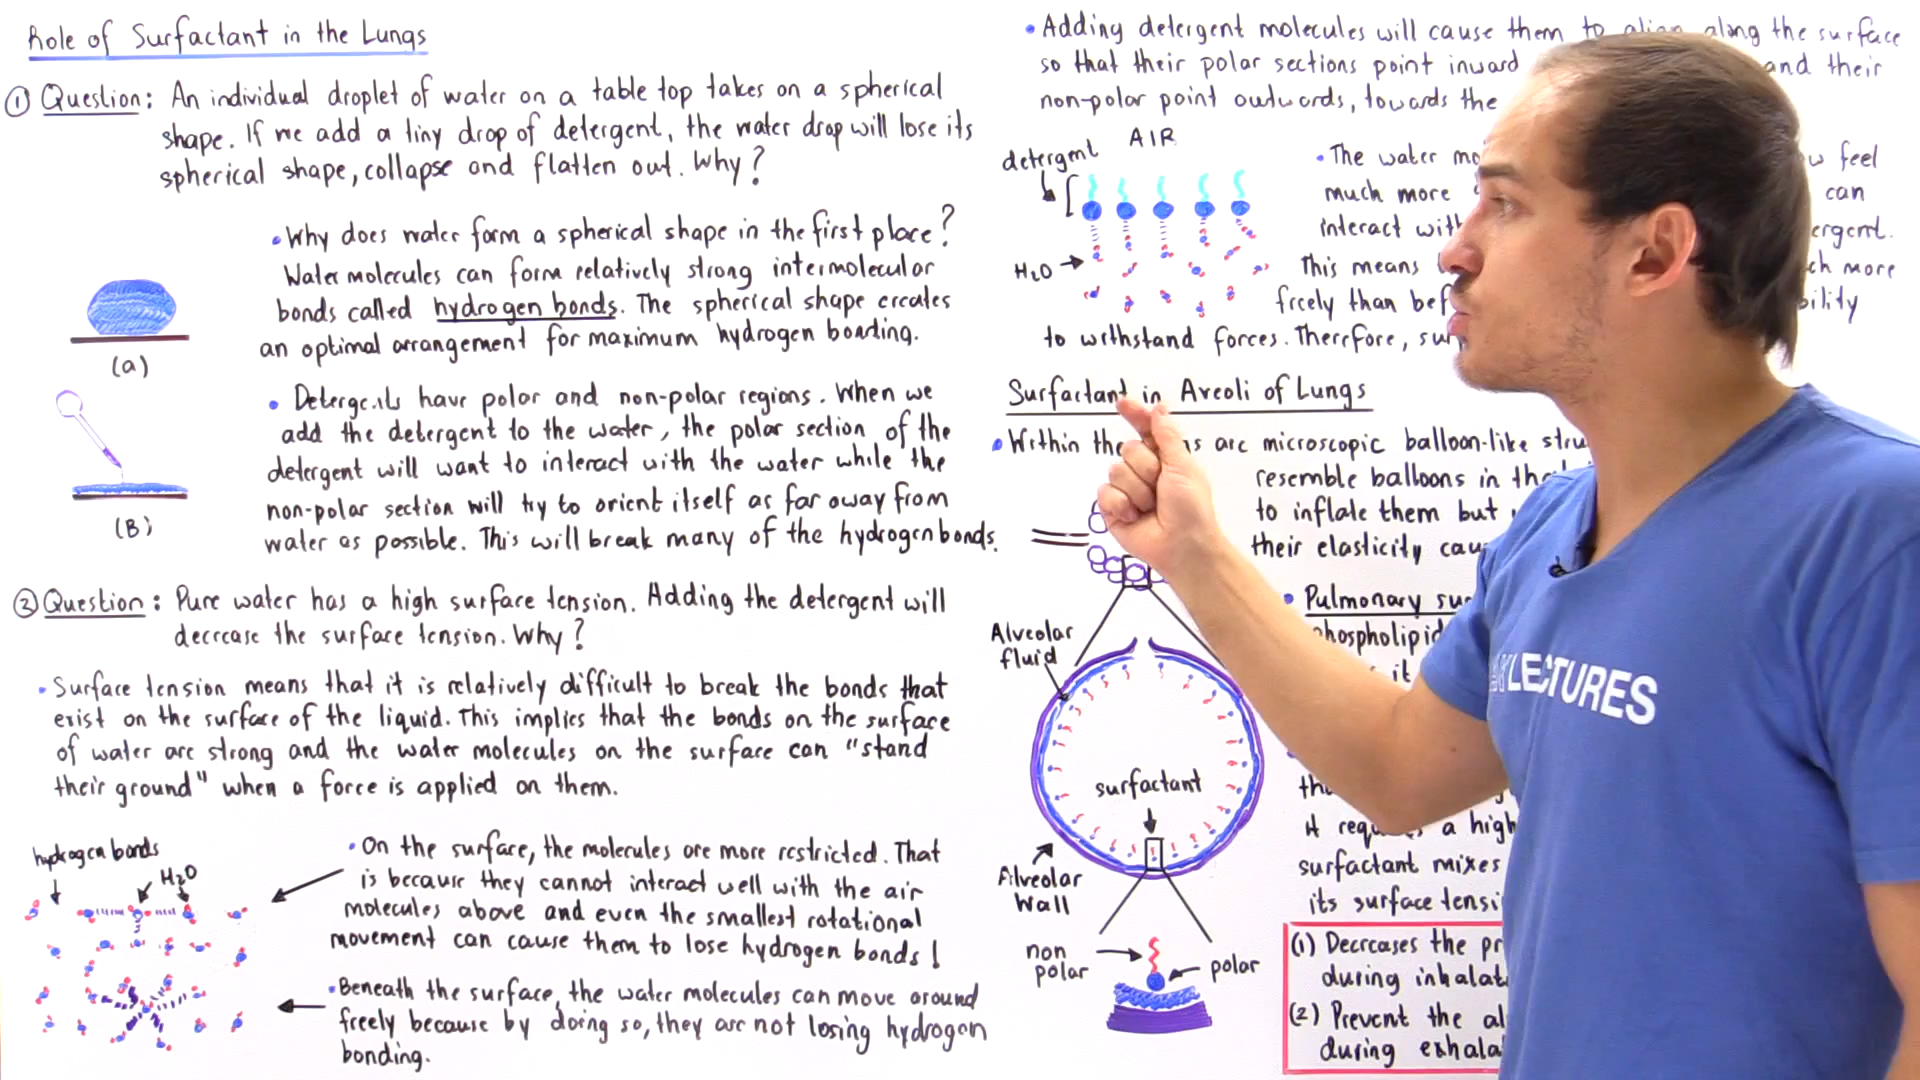 Role of Surfactant in the Lungs
① Question: An individual droplet of water on a table top takes on a spherical
shape. If we add a tiny drop of detergent, the water drop will lose its
spherical shape, collapse and flatten out. Why?
• Why does water form a spherical shape in the first place?
Water molecules can form relatively strong intermolecular
bonds called hydrogen bonds. The spherical shape creates
an optimal arrangement for maximum hydrogen bonding.
(a)
• Detergents have polar and non-polar regions. When we
add the detergent to the water, the polar section of the
detergent will want to interact with the water while the
non-polar section will try to orient itself as far away from
water as possible. This will break many of the hydrogen bonds.
(B)
② Question: Pure water has a high surface tension. Adding the detergent will
decrease the surface tension. Why?
• Surface tension means that it is relatively difficult to break the bonds that
exist on the surface of the liquid. This implies that the bonds on the surface
of water are strong and the water molecules on the surface can "stand
their ground" when a force is applied on them.
hydrogen bonds
H2O
• On the surface, the molecules are more restricted. That
is because they cannot interact well with the air
molecules above and even the smallest rotational
movement can cause them to lose hydrogen bonds!
• Beneath the surface, the water molecules can move around
freely because by doing so, they are not losing hydrogen
bonding.
• Adding detergent molecules will cause them to align along the surface
so that their polar sections point inward and their
non-polar point outwards, towards the
AIR
detergent
H2O
• The water feel
much more can
interact
This means more
freely than
to withstand forces. Therefore,
Surfactant in Aveoli of Lungs
• Within the are microscopic balloon-like
resemble balloons in
to inflate them but
their elasticity
Alveolar
fluid
surfactant
Alveolar
Wall
non
polar
polar
• Pulmonary
it
a high
surfactant mixes
its surface
(1) Decreases the
during
(2) Prevent the
during
LECTURES